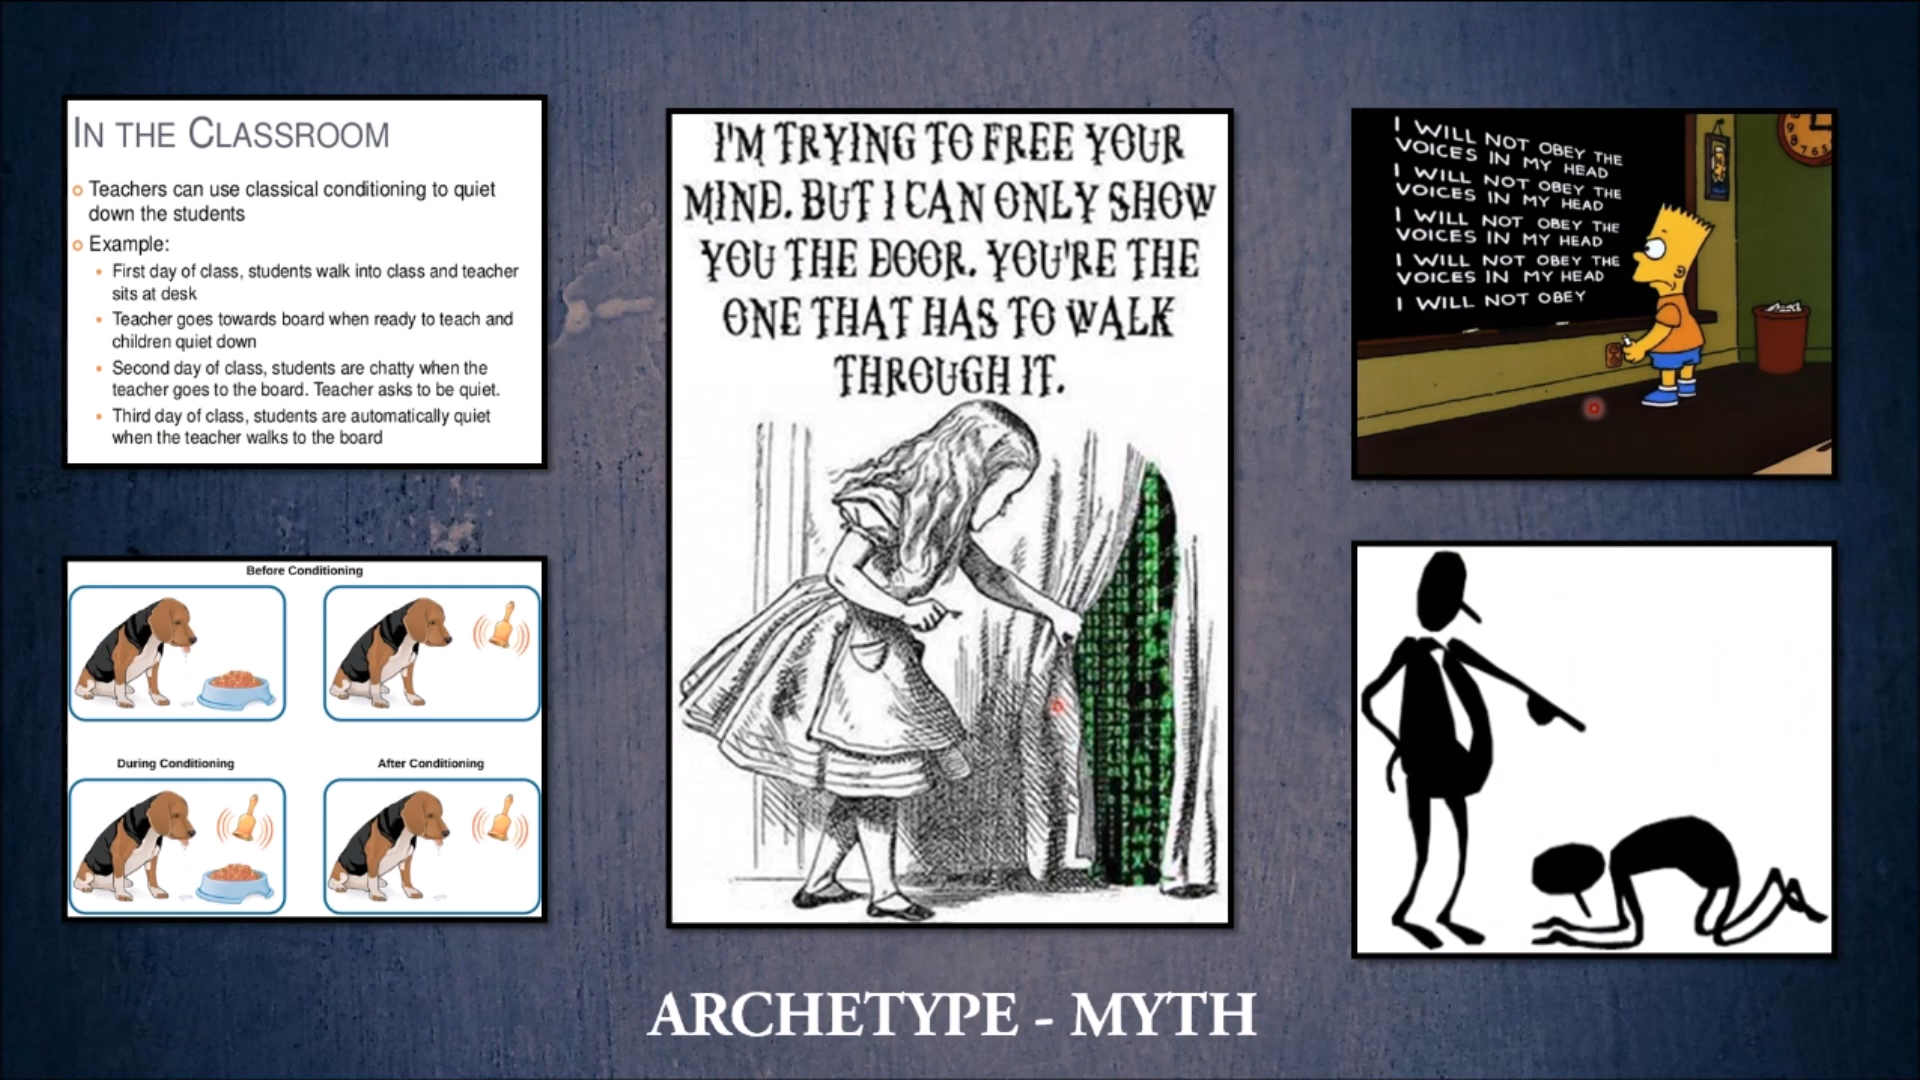 IN THE CLASSROOM
Teachers can use classical conditioning to quiet
down the students
Example:
First day of class, students walk into class and teacher
sits at desk
Teacher goes towards board when ready to teach and
children quiet down
Second day of class, students are chatty when the
teacher goes to the board. Teacher asks to be quiet.
Third day of class, students are automatically quiet
when the teacher walks to the board
Before Conditioning
During Conditioning
After Conditioning
I'M TRYING TO FREE YOUR
MIND. BUT I CAN ONLY SHOW
YOU THE DOOR. YOU'RE THE
ONE THAT HAS TO WALK
THROUGH IT.
I WILL NOT OBEY THE
VOICES IN MY HEAD
I WILL NOT OBEY THE
VOICES IN MY HEAD
I WILL NOT OBEY THE
VOICES IN MY HEAD
I WILL NOT OBEY THE
VOICES IN MY HEAD
I WILL NOT OBEY
ARCHETYPE - MYTH